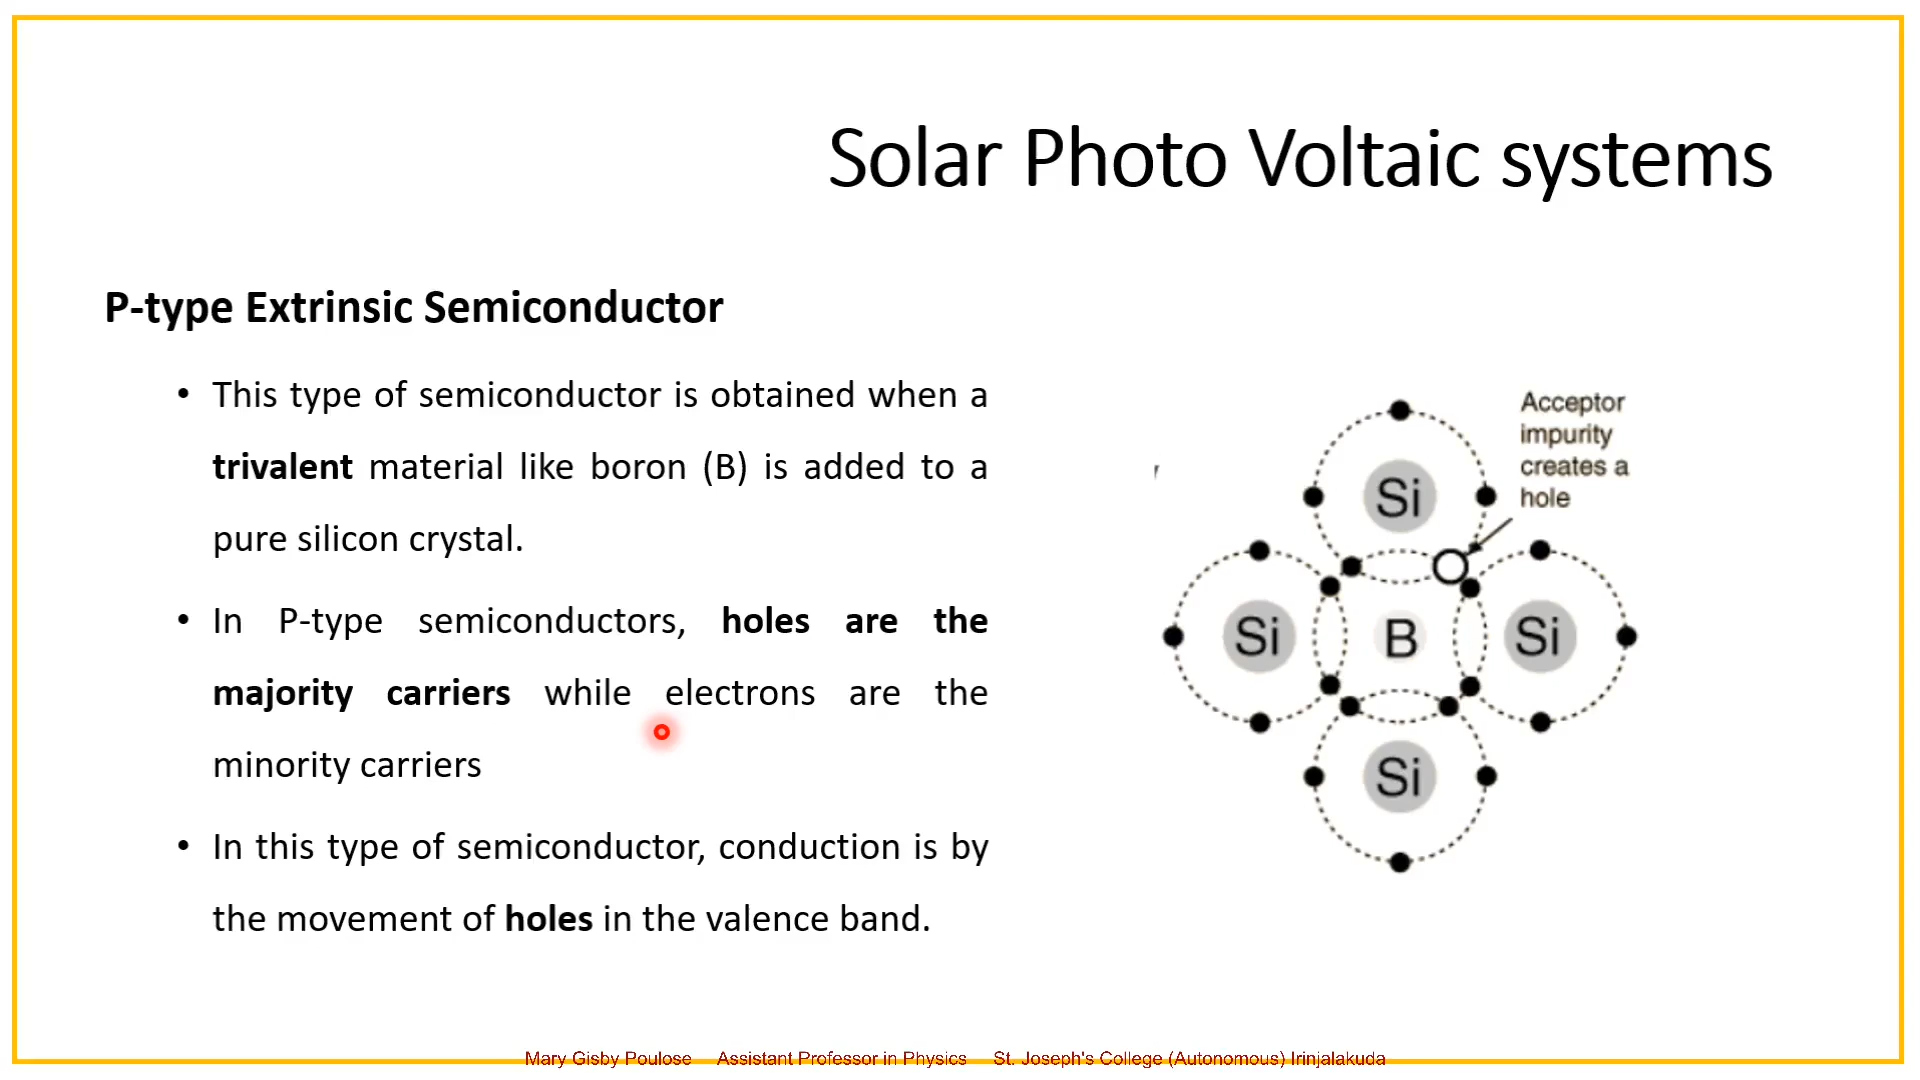 Solar Photo Voltaic systems
P-type Extrinsic Semiconductor
• This type of semiconductor is obtained when a
trivalent material like boron (B) is added to a
pure silicon crystal.
• In P-type semiconductors, holes are the
majority carriers while electrons are the
minority carriers
• In this type of semiconductor, conduction is by
the movement of holes in the valence band.
Acceptor
impurity
creates a
hole
Si
Si
B
Si
Si
Mary Gisby Poulose Assistant Professor in Physics St. Joseph's College (Autonomous) Irinjalakuda